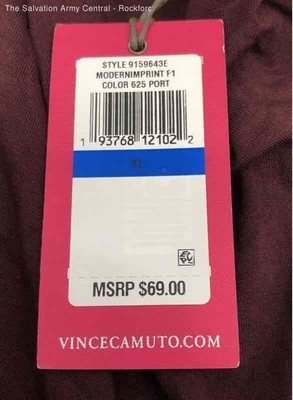 The Salvation Army Central - Rockford
STYLE 9159643E
MODERNIMPRINT F1
COLOR 625 PORT
1 93768 12102 2
XL
MSRP $69.00
VINCECAMUTO.COM